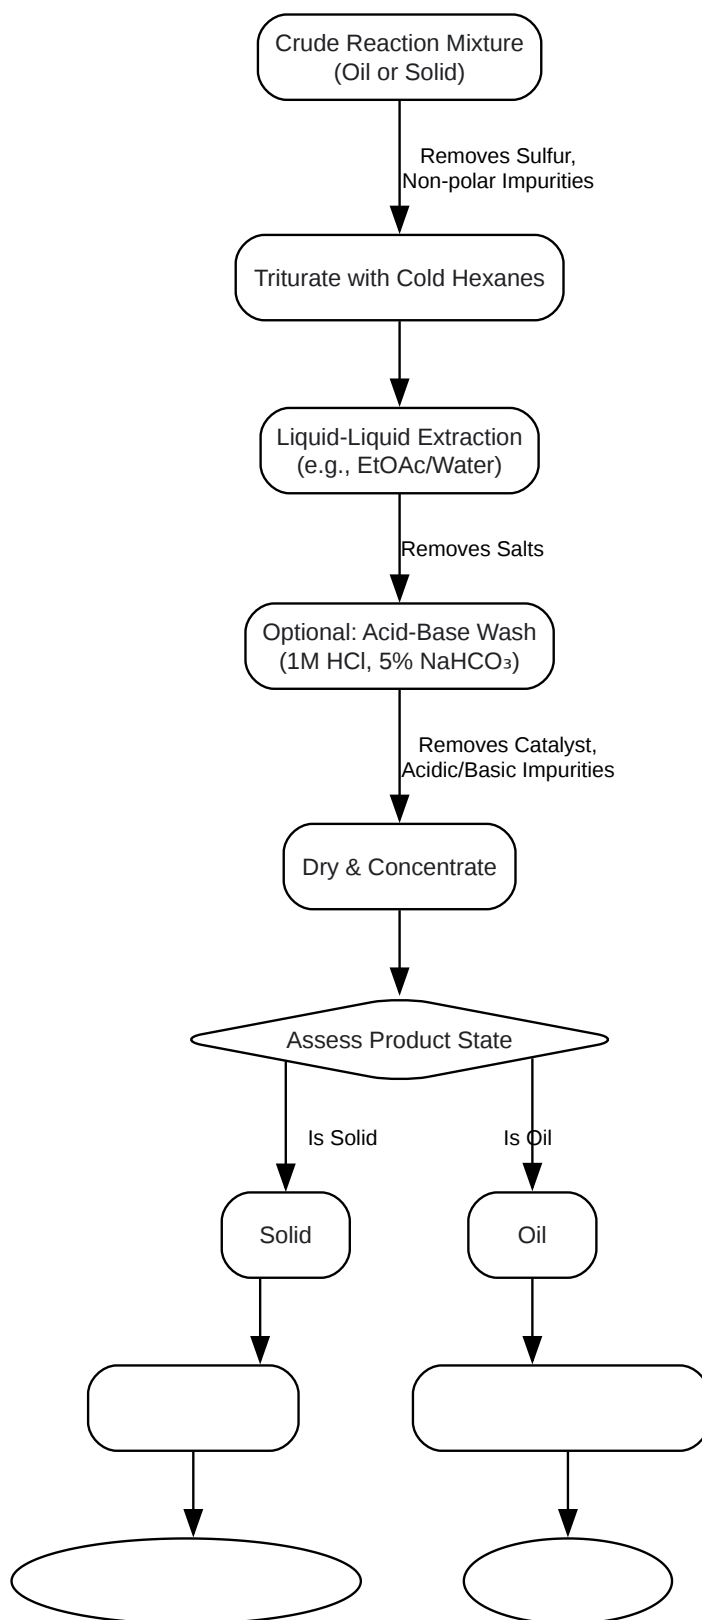 Crude Reaction Mixture
(Oil or Solid)
Removes Sulfur,
Non-polar Impurities
Triturate with Cold Hexanes
Liquid-Liquid Extraction
(e.g., EtOAc/Water)
Removes Salts
Optional: Acid-Base Wash
(1M HCl, 5% NaHCO₃)
Removes Catalyst,
Acidic/Basic Impurities
Dry & Concentrate
Assess Product State
Is Solid
Is Oil
Solid
Oil